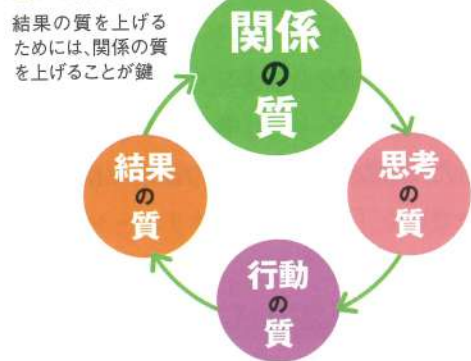 結果の質を上げる
ためには、関係の質
を上げることが鍵
関係
の
質
思考
の
質
行動
の
質
結果
の
質